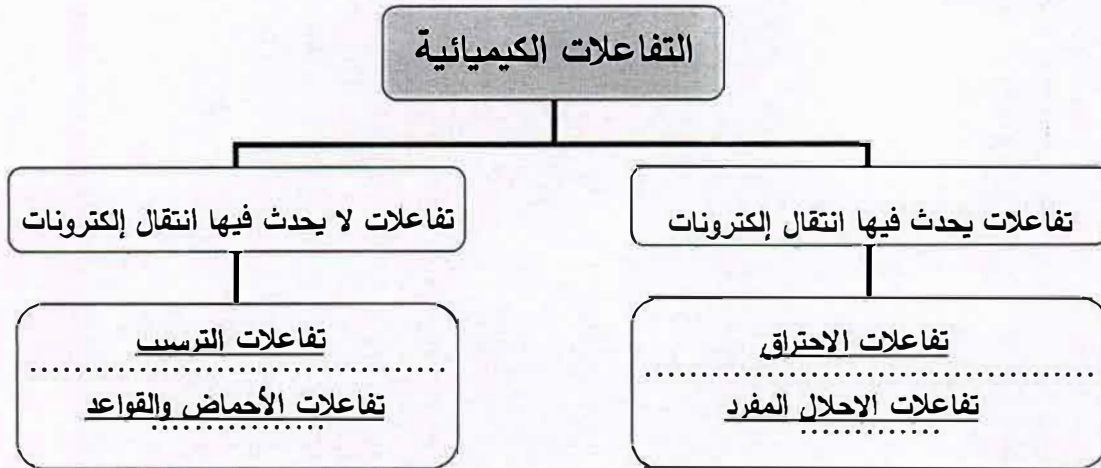 التفاعلات الكيميائية
تفاعلات يحدث فيها انتقال إلكترونات
تفاعلات لا يحدث فيها انتقال إلكترونات
تفاعلات الاحتراق
تفاعلات الإحلال المفرد
تفاعلات الترسيب
تفاعلات الأحماض والقواعد